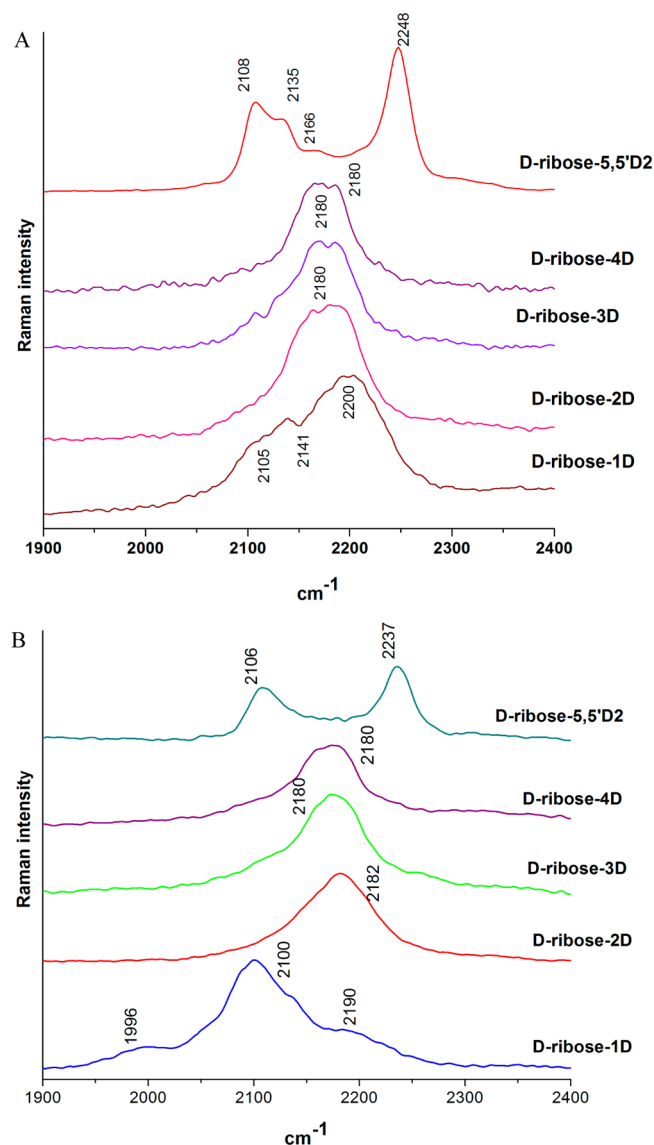 A
2248
2108
2135
2166
2180
D-ribose-5,5'D2
2180
D-ribose-4D
2180
D-ribose-3D
2200
D-ribose-2D
2105
2141
D-ribose-1D
Raman intensity
1900 2000 2100 2200 2300 2400
cm-1
B
2106
2237
D-ribose-5,5'D2
2180
2180
D-ribose-4D
D-ribose-3D
2182
D-ribose-2D
2100
2190
1996
D-ribose-1D
Raman intensity
1900 2000 2100 2200 2300 2400
cm-1